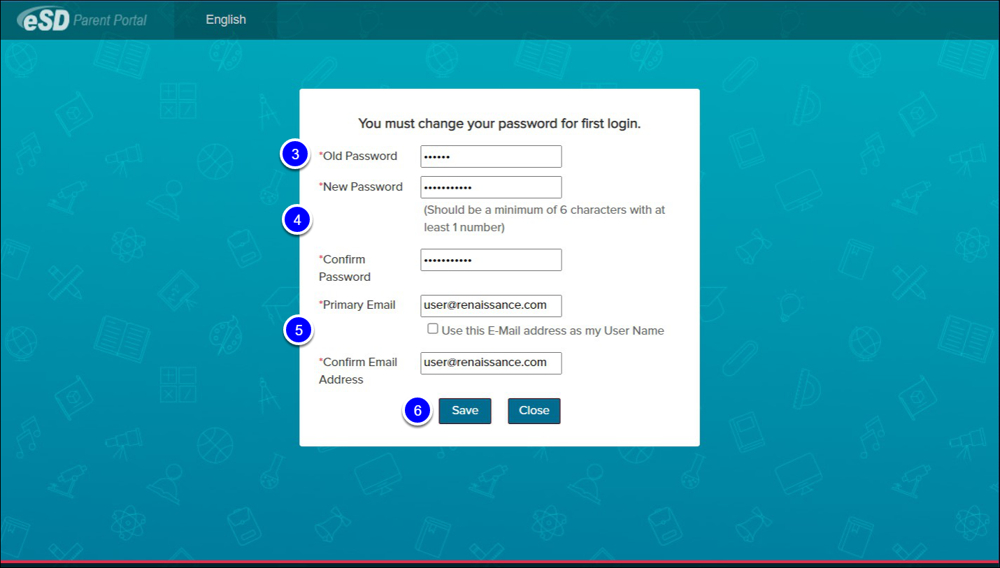 eSD Parent Portal English
You must change your password for first login.
3 *Old Password ••••••
*New Password •••••••••••
(Should be a minimum of 6 characters with at
4
least 1 number)
*Confirm •••••••••••
Password
*Primary Email user@renaissance.com
5 Use this E-Mail address as my User Name
*Confirm Email user@renaissance.com
Address
6 Save Close